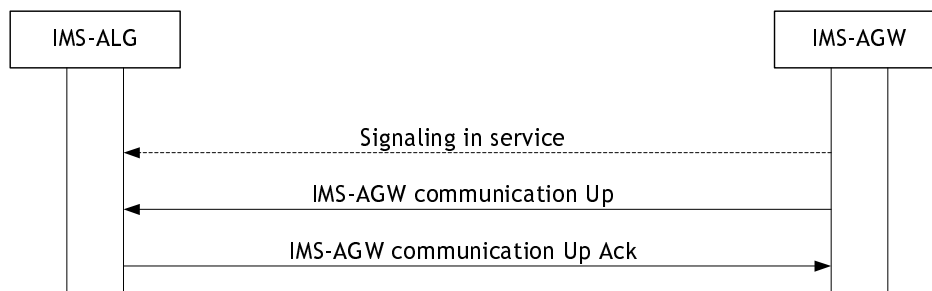 IMS-ALG
IMS-AGW
Signaling in service
IMS-AGW communication Up
IMS-AGW communication Up Ack